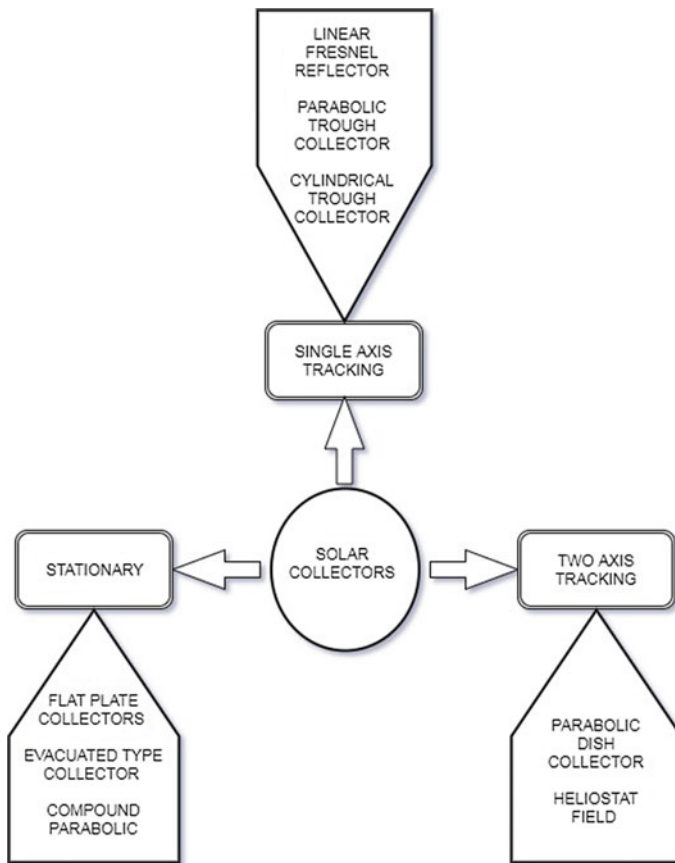 LINEAR
FRESNEL
REFLECTOR
PARABOLIC
TROUGH
COLLECTOR
CYLINDRICAL
TROUGH
COLLECTOR
SINGLE AXIS
TRACKING
SOLAR
COLLECTORS
STATIONARY
TWO AXIS
TRACKING
FLAT PLATE
COLLECTORS
EVACUATED TYPE
COLLECTOR
COMPOUND
PARABOLIC
PARABOLIC
DISH
COLLECTOR
HELIOSTAT
FIELD